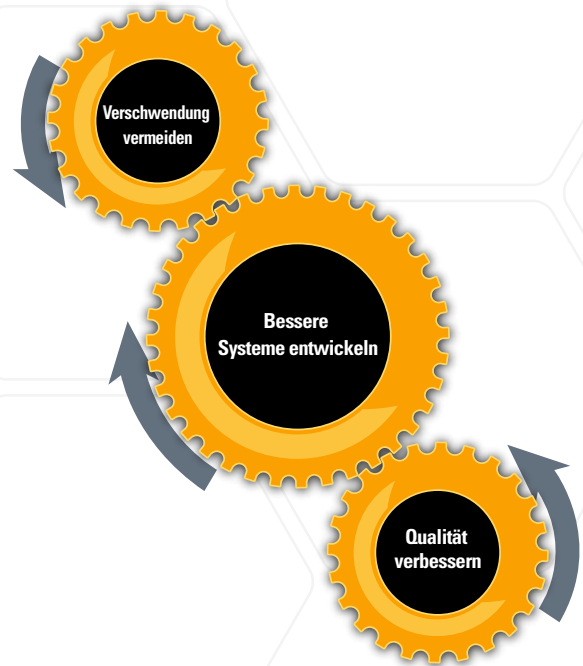 Verschwendung
vermeiden
Bessere
Systeme entwickeln
Qualität
verbessern